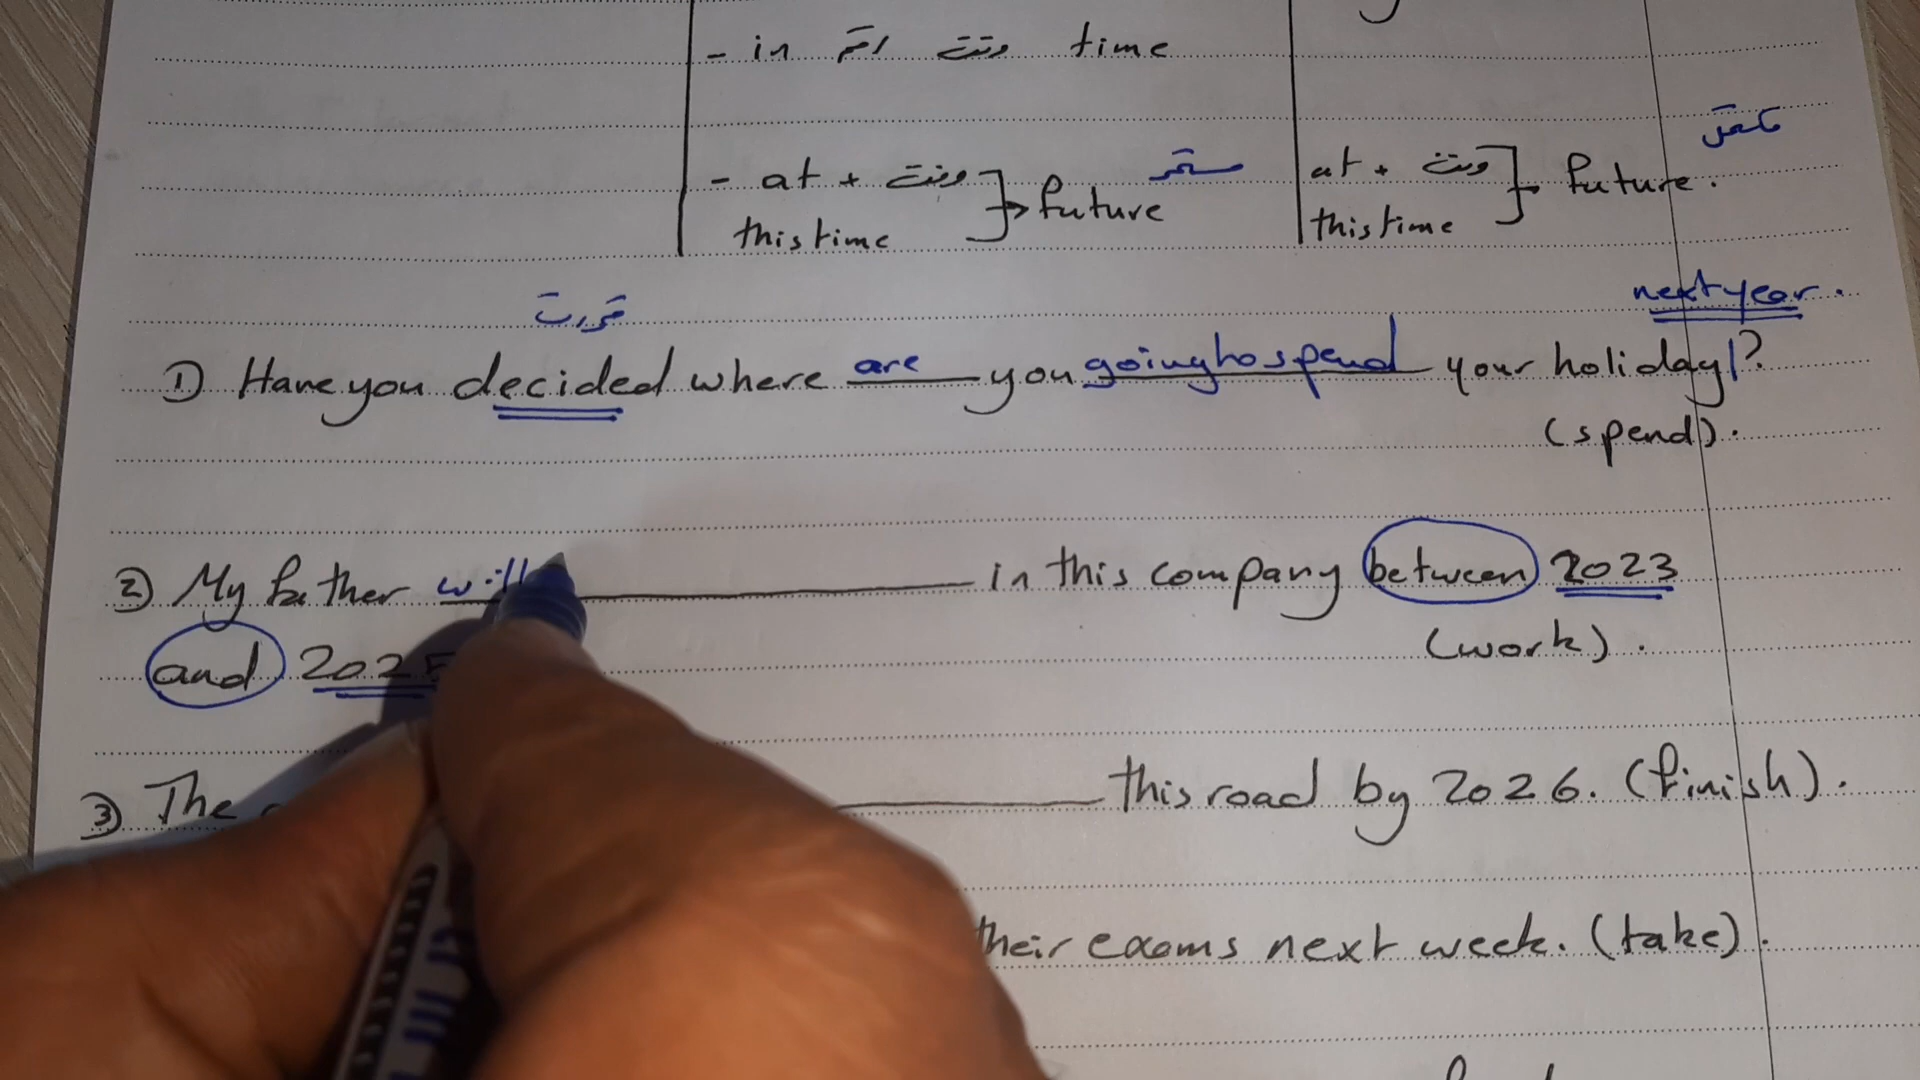 - in وقت time
- at + وقت future مستمر at + وقت future. مكتمل
this time this time
قررت next year.
1) Have you decided where are you going to spend your holiday?
(spend).
2) My father will in this company between 2023
and 2025 (work).
3) The this road by 2026. (finish).
their exams next week. (take).